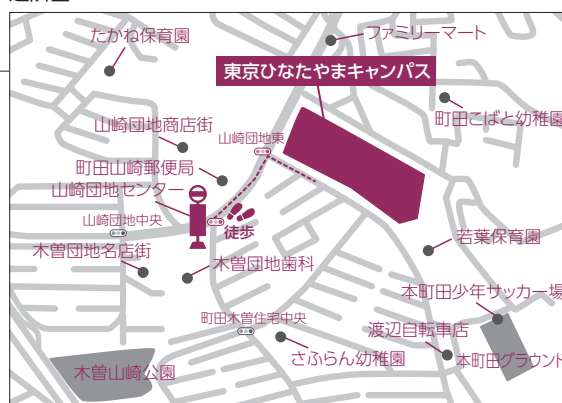 たかね保育園
ファミリーマート
東京ひなたやまキャンパス
町田こばと幼稚園
山崎団地商店街
山崎団地東
町田山崎郵便局
山崎団地センター
山崎団地中央
徒歩
若葉保育園
木曽団地名店街
木曽団地歯科
本町田少年サッカー場
町田木曽住宅中央
渡辺自転車店
さふらん幼稚園
本町田グラウンド
木曽山崎公園